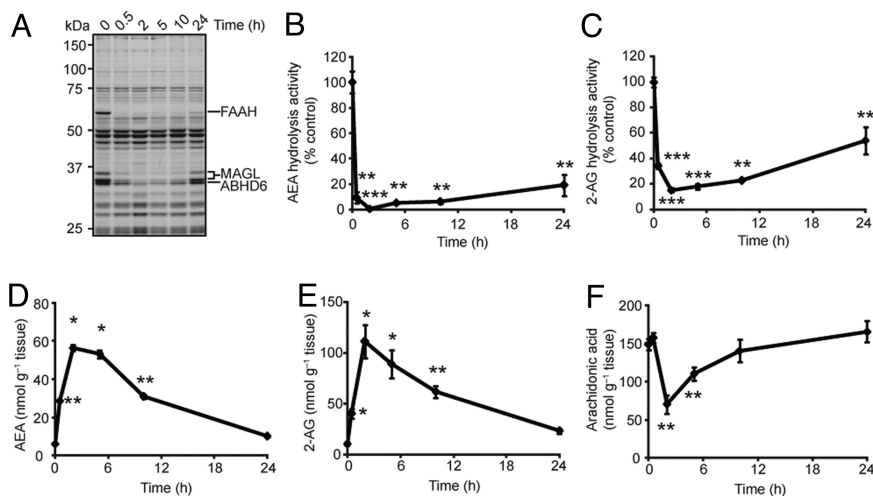 A
kDa
0 0.5 2 5 10 24 Time (h)
150
100
75
50
37
25
FAAH
MAGL
ABHD6
B
AEA hydrolysis activity
(% control)
120
100
80
60
40
20
0
**
***
**
**
**
0 6 12 18 24
Time (h)
C
2-AG hydrolysis activity
(% control)
120
100
80
60
40
20
0
***
***
***
**
**
0 6 12 18 24
Time (h)
D
AEA (nmol g⁻¹ tissue)
80
60
40
20
0
*
*
**
**
0 6 12 18 24
Time (h)
E
2-AG (nmol g⁻¹ tissue)
150
100
50
0
*
*
**
*
0 6 12 18 24
Time (h)
F
Arachidonic acid
(nmol g⁻¹ tissue)
200
150
100
50
0
**
**
0 6 12 18 24
Time (h)